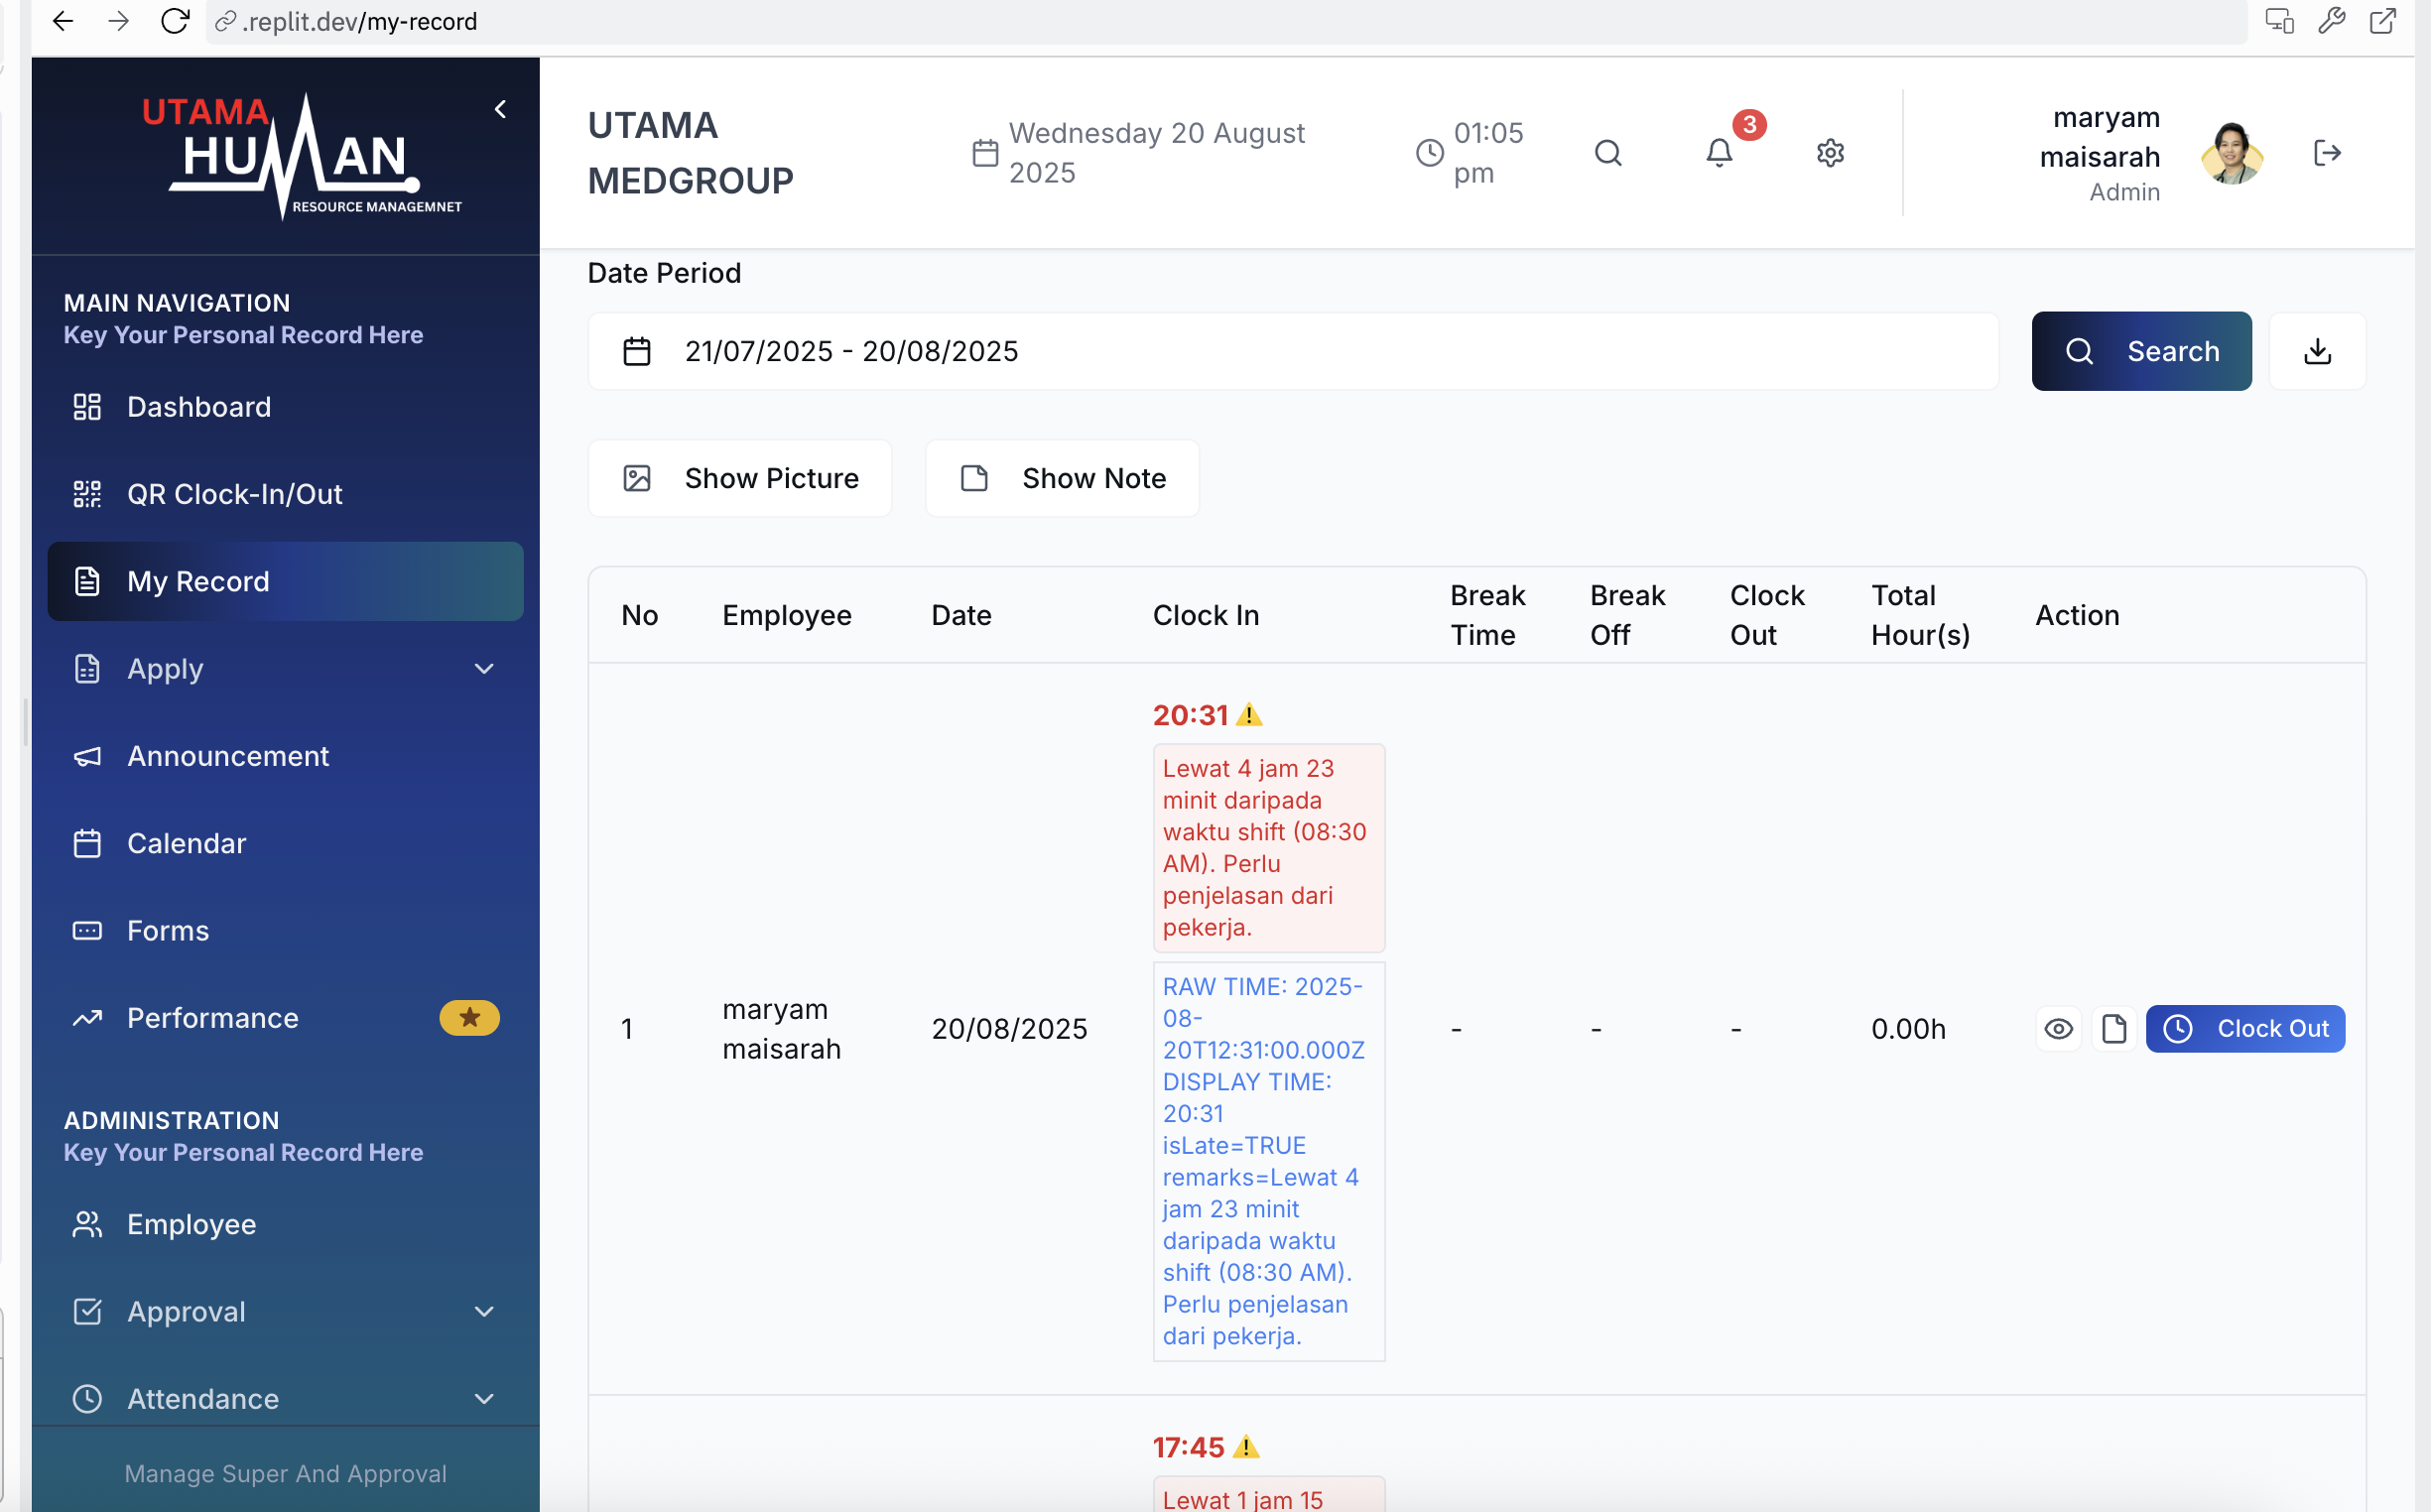 .replit.dev/my-record
UTAMA
HUMAN
RESOURCE MANAGEMNET
UTAMA
MEDGROUP
Wednesday 20 August
2025
01:05
pm
3
maryam
maisarah
Admin
MAIN NAVIGATION
Key Your Personal Record Here
Dashboard
QR Clock-In/Out
My Record
Apply
Announcement
Calendar
Forms
Performance
ADMINISTRATION
Key Your Personal Record Here
Employee
Approval
Attendance
Manage Super And Approval
Date Period
21/07/2025 - 20/08/2025
Search
Show Picture
Show Note
No
Employee
Date
Clock In
Break
Time
Break
Off
Clock
Out
Total
Hour(s)
Action
1
maryam
maisarah
20/08/2025
20:31
Lewat 4 jam 23
minit daripada
waktu shift (08:30
AM). Perlu
penjelasan dari
pekerja.
RAW TIME: 2025-
08-
20T12:31:00.000Z
DISPLAY TIME:
20:31
isLate=TRUE
remarks=Lewat 4
jam 23 minit
daripada waktu
shift (08:30 AM).
Perlu penjelasan
dari pekerja.
-
-
-
0.00h
Clock Out
17:45
Lewat 1 jam 15